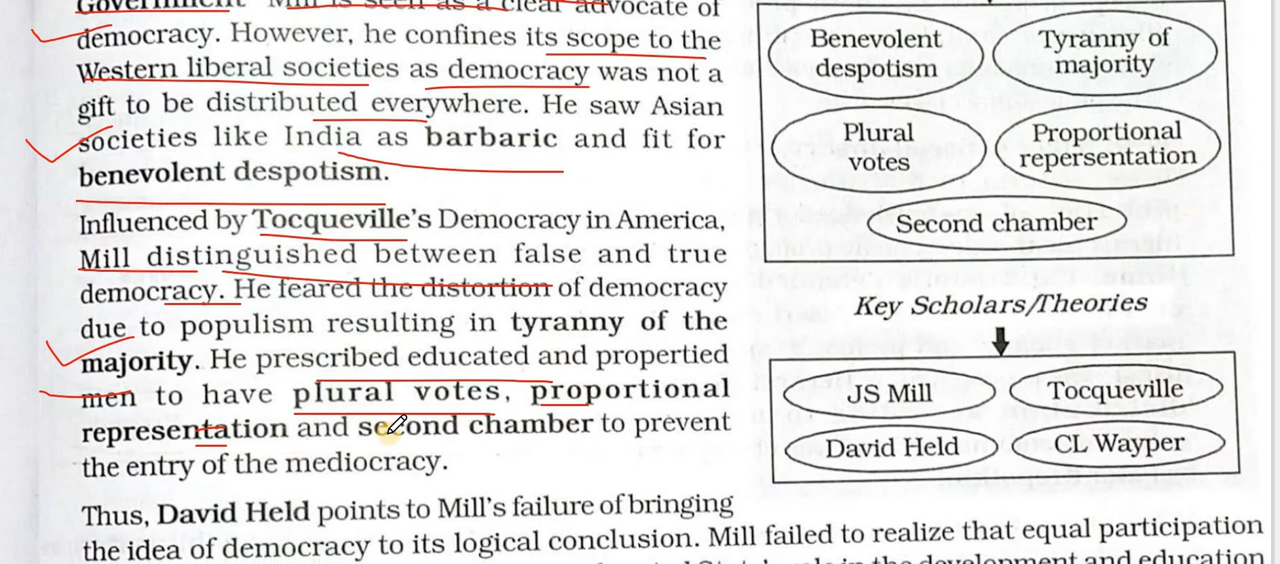 Government" Mill is seen as a clear advocate of
democracy. However, he confines its scope to the
Western liberal societies as democracy was not a
gift to be distributed everywhere. He saw Asian
societies like India as barbaric and fit for
benevolent despotism.
Influenced by Tocqueville's Democracy in America,
Mill distinguished between false and true
democracy. He feared the distortion of democracy
due to populism resulting in tyranny of the
majority. He prescribed educated and propertied
men to have plural votes, proportional
representation and second chamber to prevent
the entry of the mediocracy.
Thus, David Held points to Mill's failure of bringing
the idea of democracy to its logical conclusion. Mill failed to realize that equal participation
State's role in the development and education
Benevolent
despotism
Tyranny of
majority
Plural
votes
Proportional
repersentation
Second chamber
Key Scholars/Theories
JS Mill
Tocqueville
David Held
CL Wayper